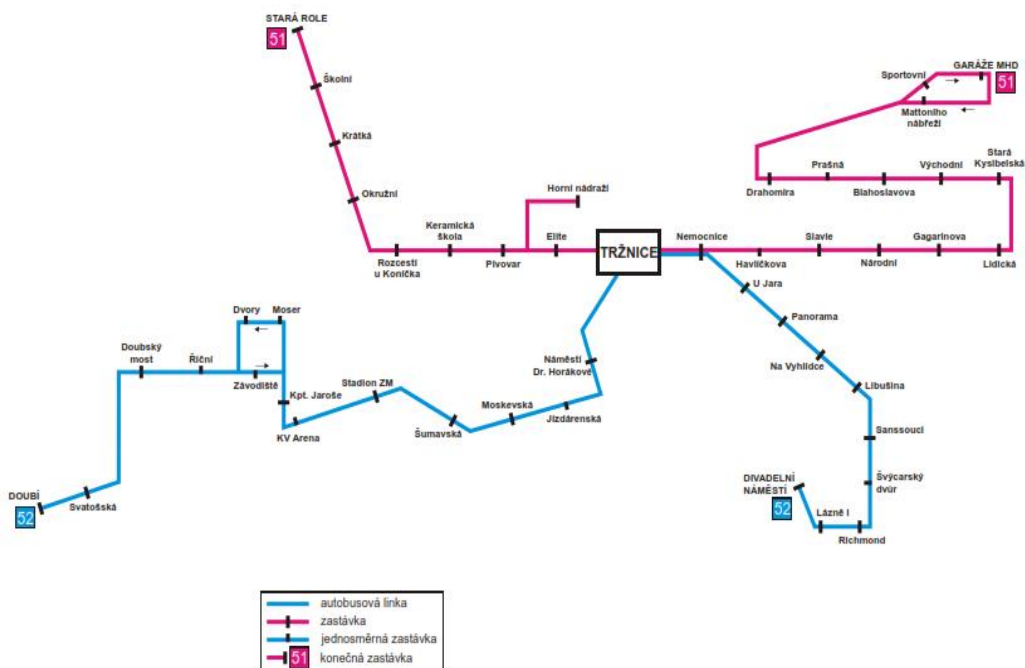 STARÁ ROLE
51
Školní
Krátká
Okružní
Rozcestí
u Koníčka
Keramická
škola
Pivovar
Horní nádraží
Elite
TRŽNICE
Nemocnice
Havlíčkova
Slavie
Národní
Gagarinova
Lidická
Stará
Kysibelská
Východní
Blahoslavova
Prašná
Drahomíra
Sportovní
Mattoniho
nábřeží
GARÁŽE MHD
51
U Jara
Panorama
Na Vyhlídce
Libušina
Sanssouci
Švýcarský
dvůr
Richmond
Lázně I
DIVADELNÍ
NÁMĚSTÍ
52
Náměstí
Dr. Horákové
Jízdárenská
Moskevská
Šumavská
Stadion ZM
KV Arena
Kpt. Jaroše
Moser
Dvory
Závodiště
Říční
Doubský
most
Svatošská
DOUBÍ
52
autobusová linka
zastávka
jednosměrná zastávka
51 konečná zastávka